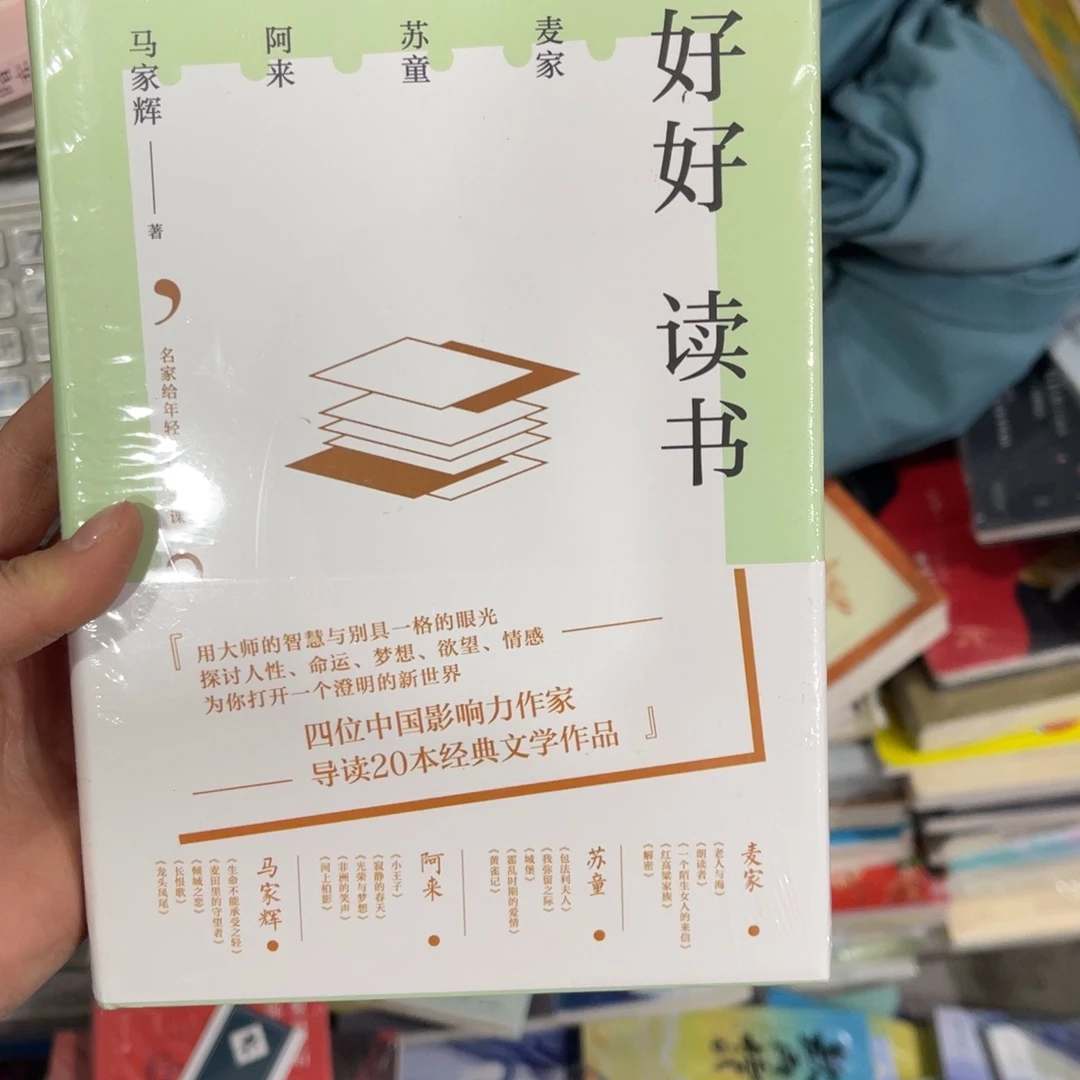 好好读书
麦家
苏童
阿来
马家辉
著
名家给年轻
课
『用大师的智慧与别具一格的眼光
探讨人性、命运、梦想、欲望、情感
为你打开一个澄明的新世界
四位中国影响力作家
导读20本经典文学作品』
麦家
《老人与海》
《朗读者》
《一个陌生女人的来信》
《红高粱家族》
《解密》
苏童
《包法利夫人》
《我弥留之际》
《城堡》
《霍乱时期的爱情》
《黄雀记》
阿来
《小王子》
《寂静的春天》
《光荣与梦想》
《非洲的笑声》
《河上柏影》
马家辉
《生命不能承受之轻》
《麦田里的守望者》
《倾城之恋》
《长恨歌》
《龙头凤尾》